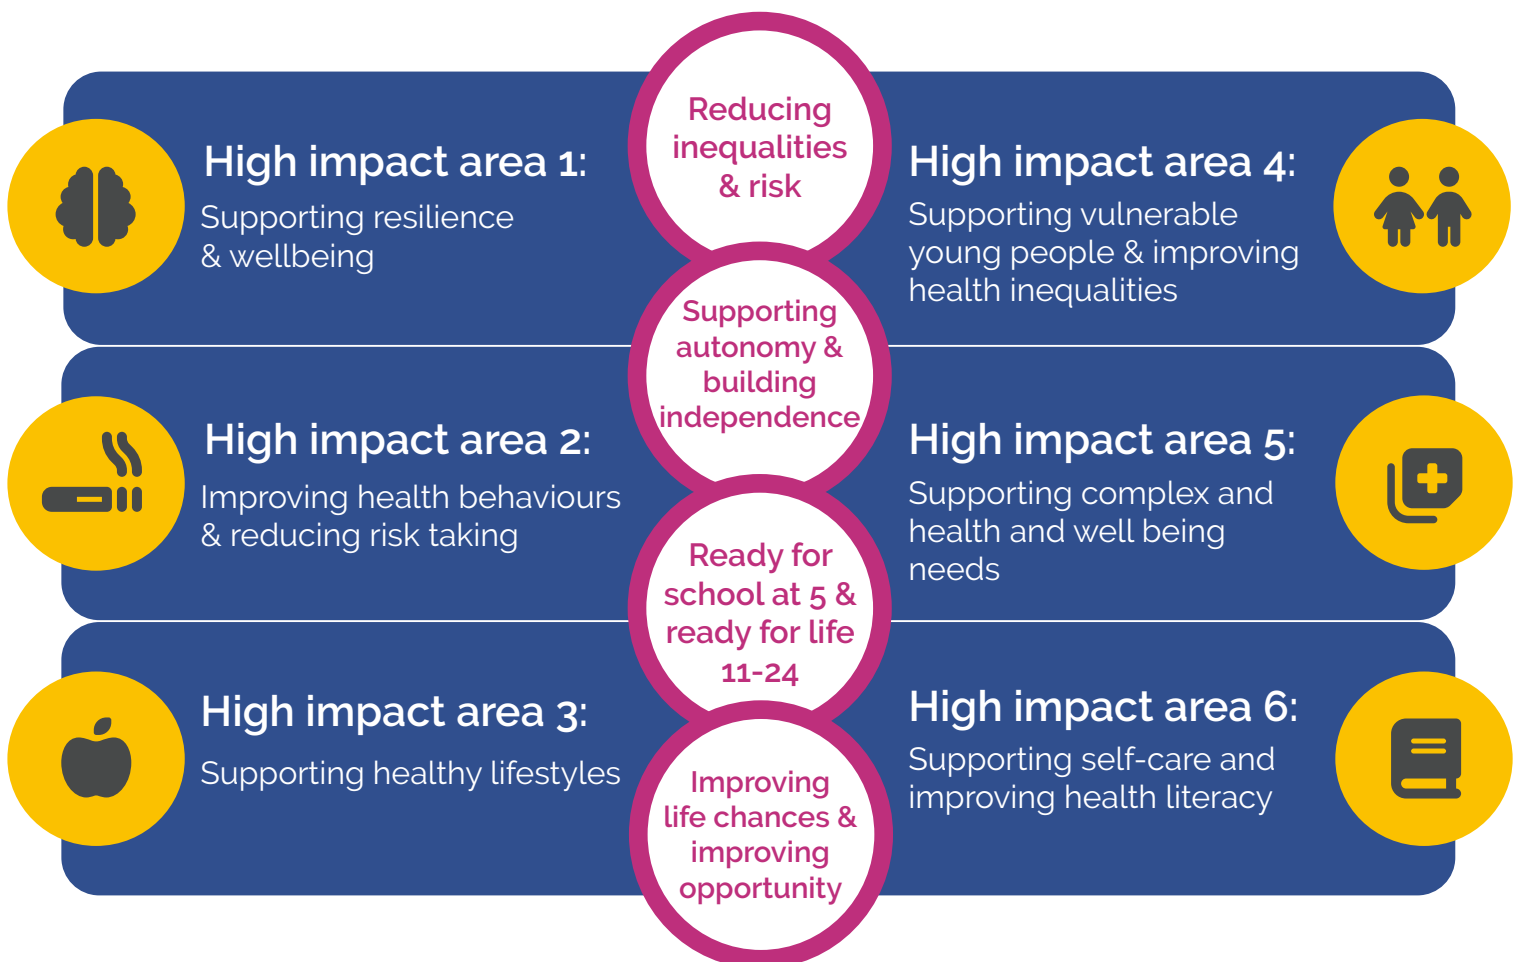 High impact area 1:
Supporting resilience
& wellbeing
High impact area 2:
Improving health behaviours
& reducing risk taking
High impact area 3:
Supporting healthy lifestyles
Reducing
inequalities
& risk
Supporting
autonomy &
building
independence
Ready for
school at 5 &
ready for life
11-24
Improving
life chances &
improving
opportunity
High impact area 4:
Supporting vulnerable
young people & improving
health inequalities
High impact area 5:
Supporting complex and
health and well being
needs
High impact area 6:
Supporting self-care and
improving health literacy